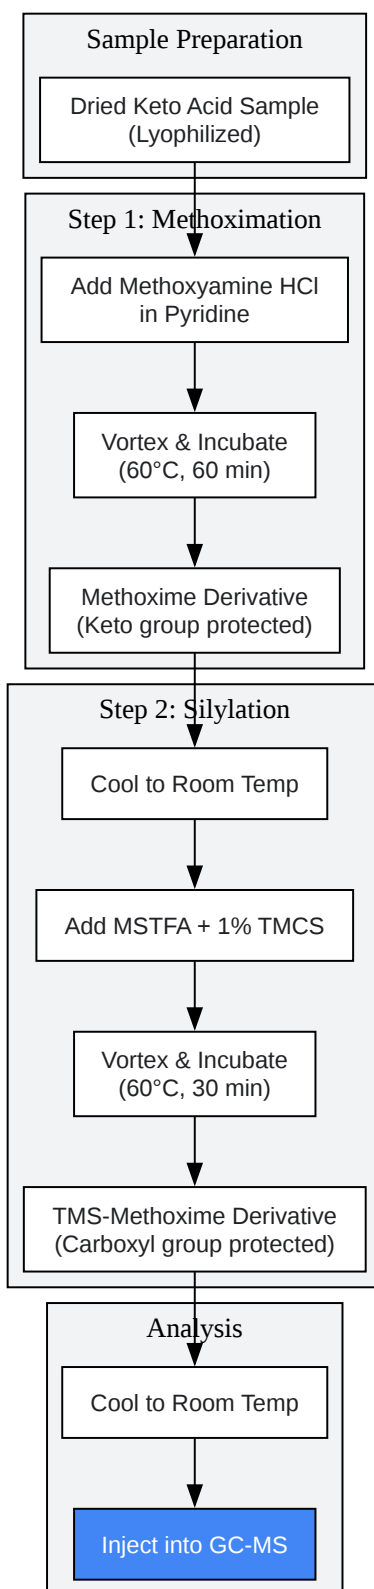 Sample Preparation
Dried Keto Acid Sample
(Lyophilized)
Step 1: Methoximation
Add Methoxyamine HCl
in Pyridine
Vortex & Incubate
(60°C, 60 min)
Methoxime Derivative
(Keto group protected)
Step 2: Silylation
Cool to Room Temp
Add MSTFA + 1% TMCS
Vortex & Incubate
(60°C, 30 min)
TMS-Methoxime Derivative
(Carboxyl group protected)
Analysis
Cool to Room Temp
Inject into GC-MS